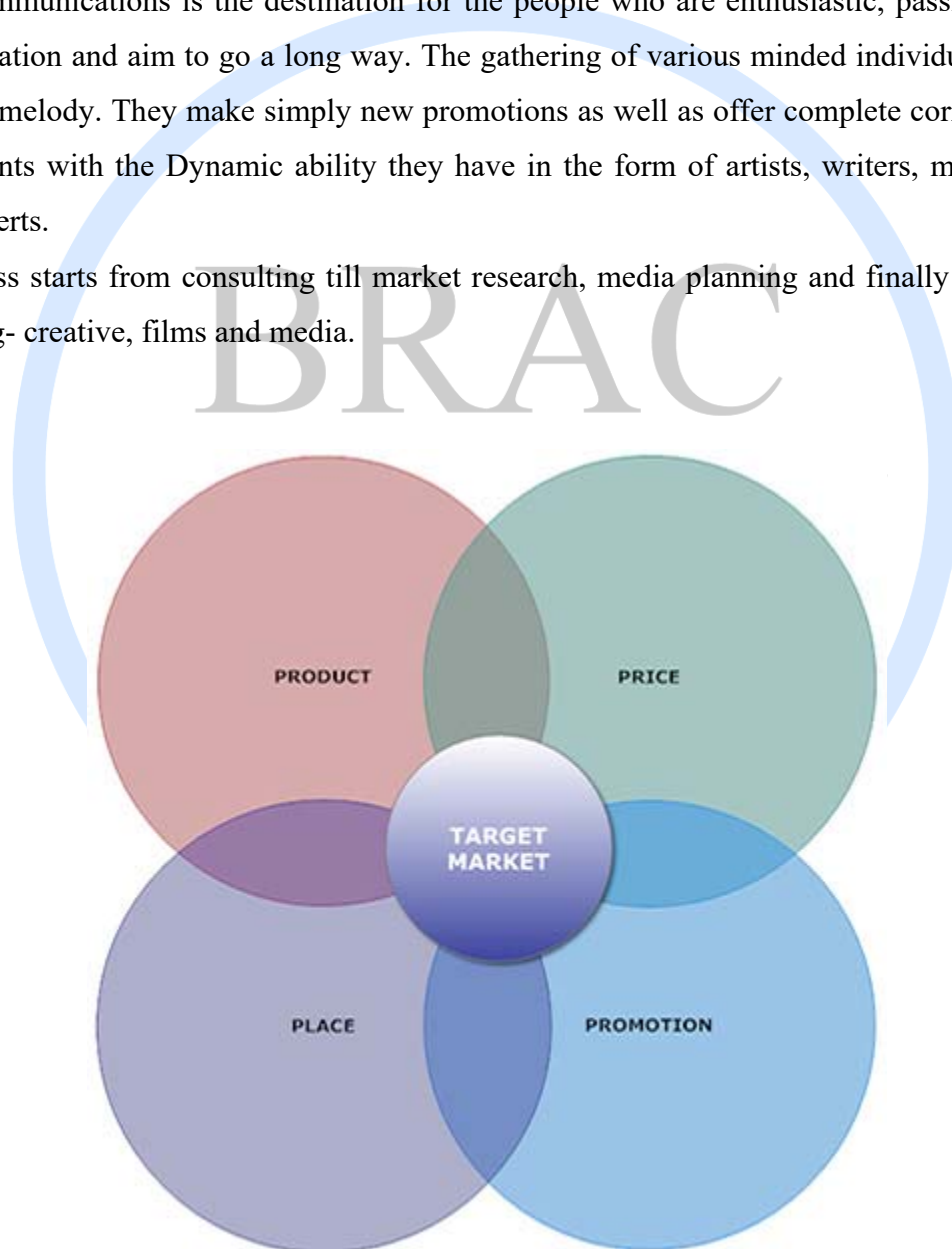 mmunications is the destination for the people who are enthusiastic, pass
ation and aim to go a long way. The gathering of various minded individu
melody. They make simply new promotions as well as offer complete cor
nts with the Dynamic ability they have in the form of artists, writers, m
erts.
ss starts from consulting till market research, media planning and finally
g- creative, films and media.
BRAC
PRODUCT
PRICE
TARGET
MARKET
PLACE
PROMOTION